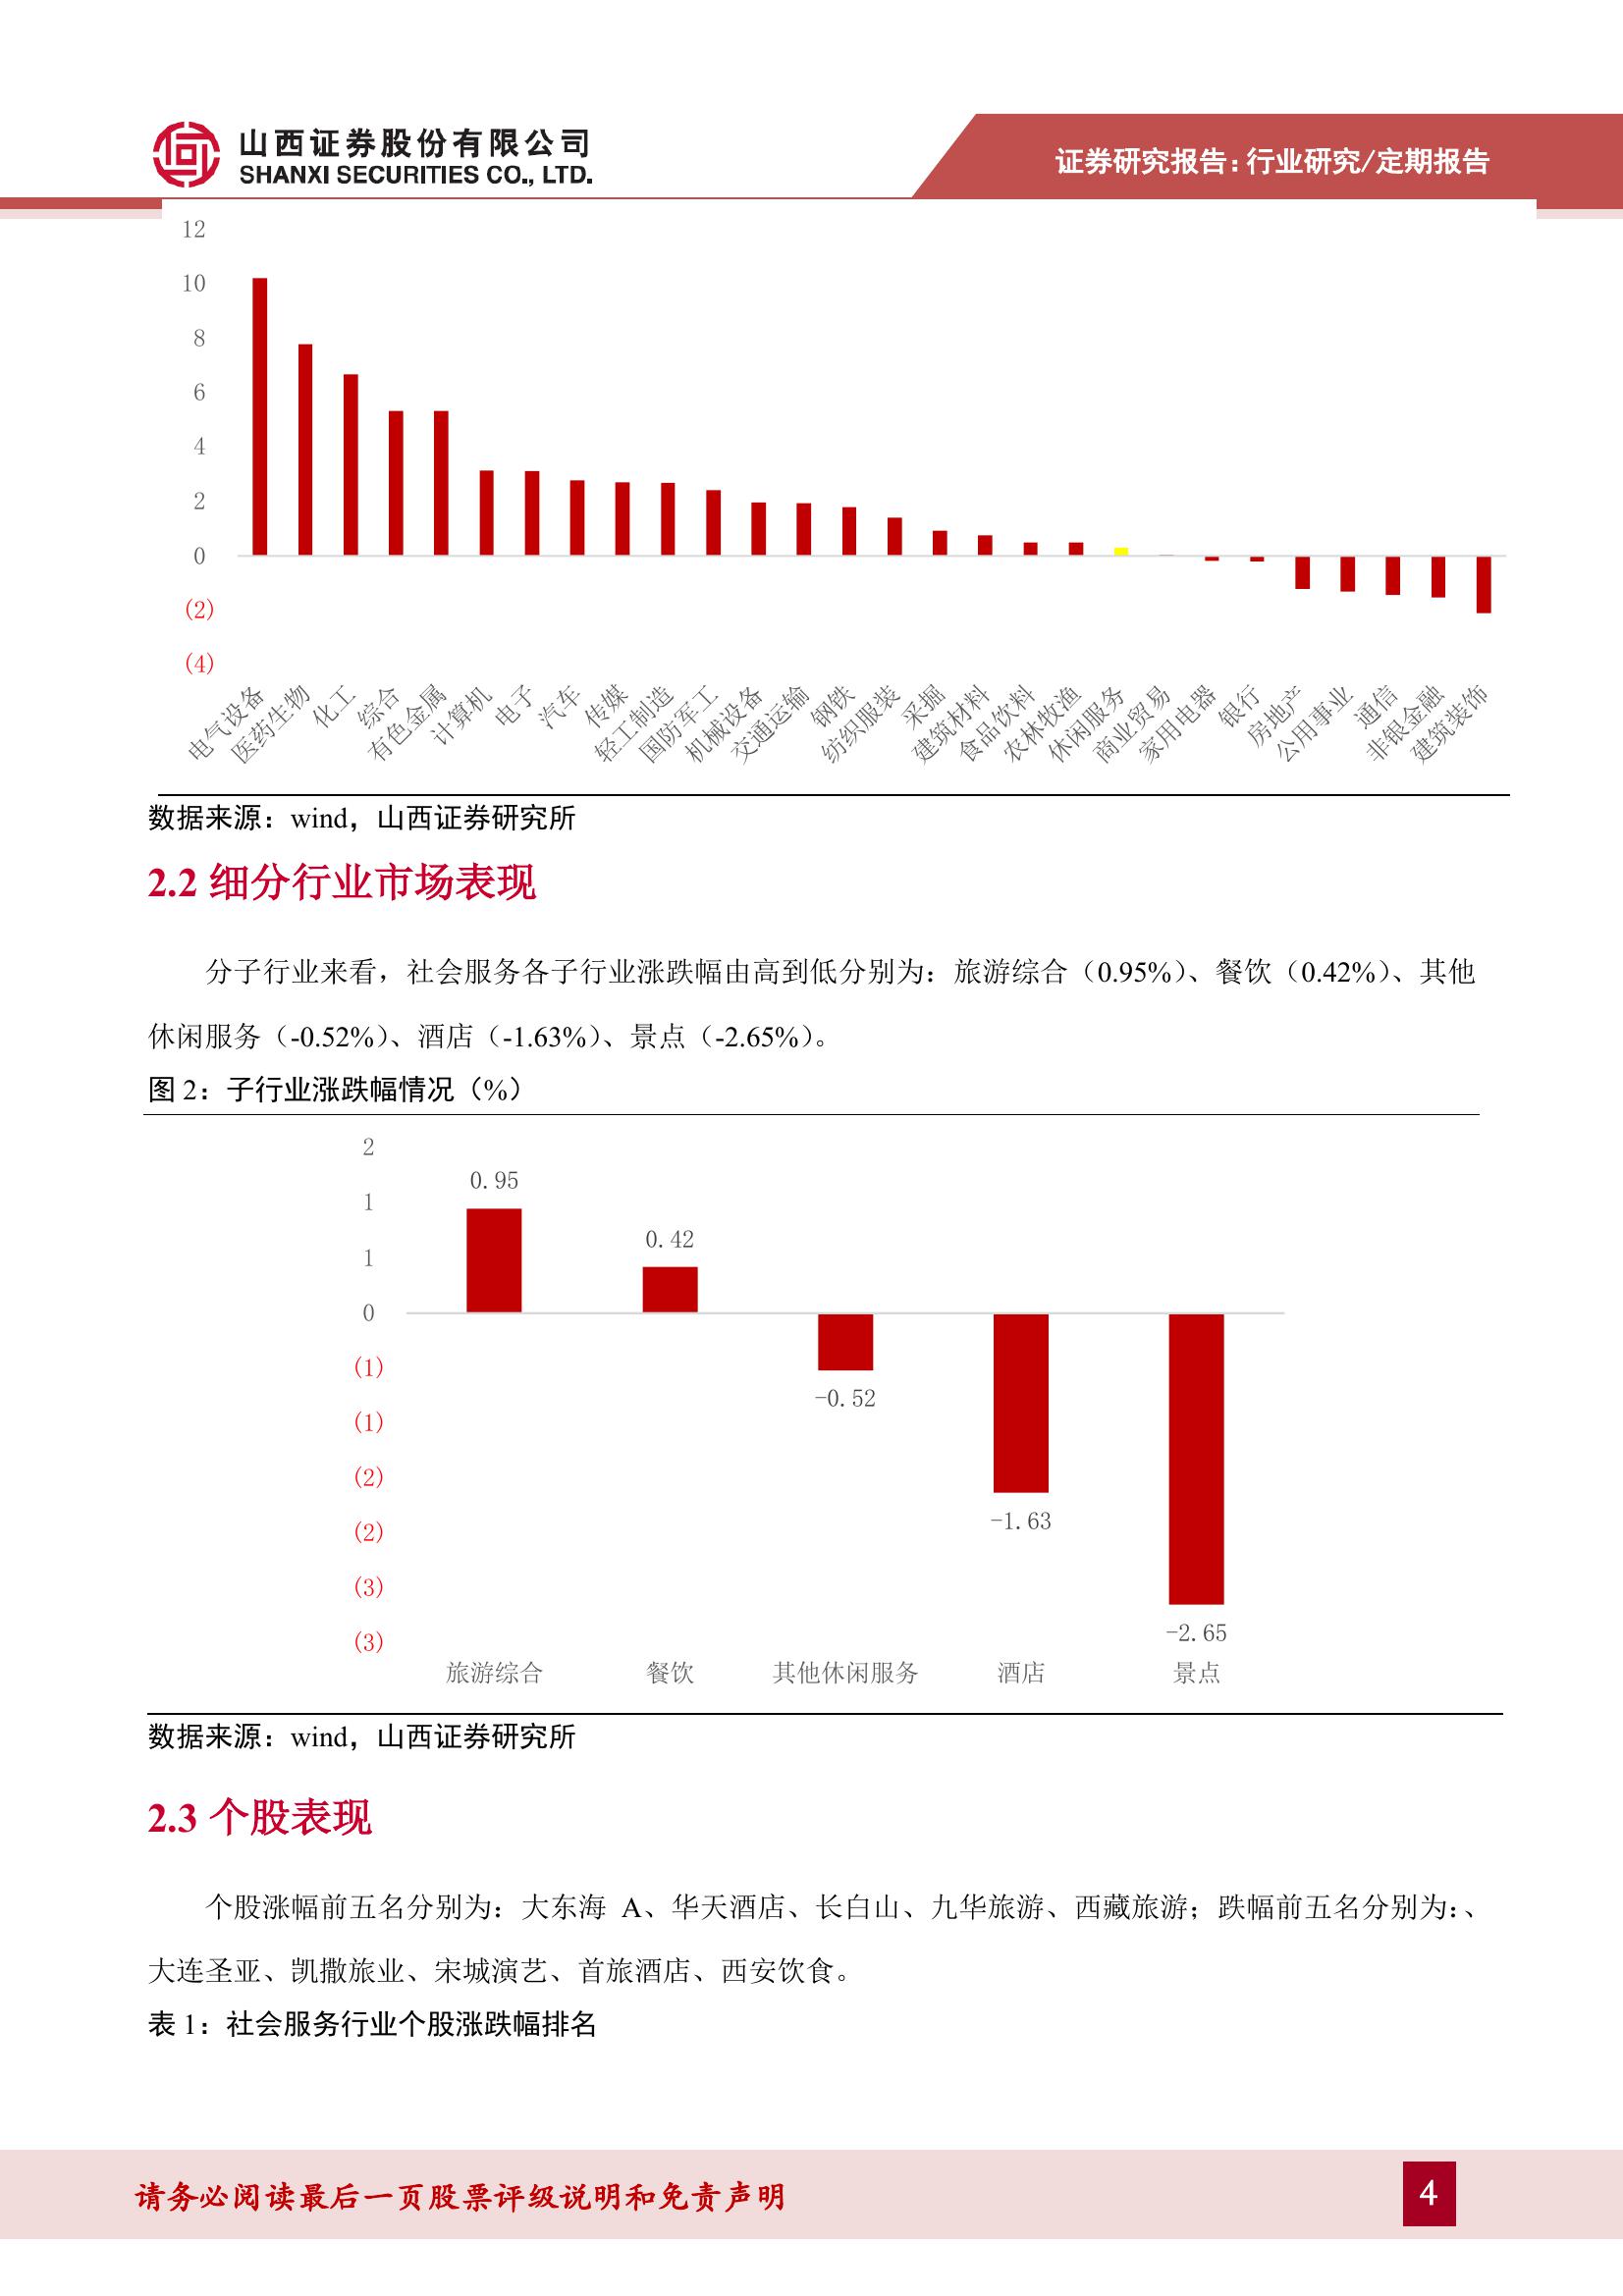 山西证券股份有限公司
SHANXI SECURITIES CO., LTD.
证券研究报告：行业研究/定期报告
12
10
8
6
4
2
0
(2)
(4)
电气设备
医药生物
化工
综合
有色金属
计算机
电子
汽车
传媒
轻工制造
国防军工
机械设备
交通运输
钢铁
纺织服装
采掘
建筑材料
食品饮料
农林牧渔
休闲服务
商业贸易
家用电器
银行
房地产
公用事业
通信
非银金融
建筑装饰
数据来源：wind，山西证券研究所
2.2 细分行业市场表现
分子行业来看，社会服务各子行业涨跌幅由高到低分别为：旅游综合（0.95%）、餐饮（0.42%）、其他
休闲服务（-0.52%）、酒店（-1.63%）、景点（-2.65%）。
图 2：子行业涨跌幅情况（%）
2
1
1
0
(1)
(1)
(2)
(2)
(3)
(3)
0.95
0.42
-0.52
-1.63
-2.65
旅游综合
餐饮
其他休闲服务
酒店
景点
数据来源：wind，山西证券研究所
2.3 个股表现
个股涨幅前五名分别为：大东海 A、华天酒店、长白山、九华旅游、西藏旅游；跌幅前五名分别为：、
大连圣亚、凯撒旅业、宋城演艺、首旅酒店、西安饮食。
表 1：社会服务行业个股涨跌幅排名
请务必阅读最后一页股票评级说明和免责声明
4